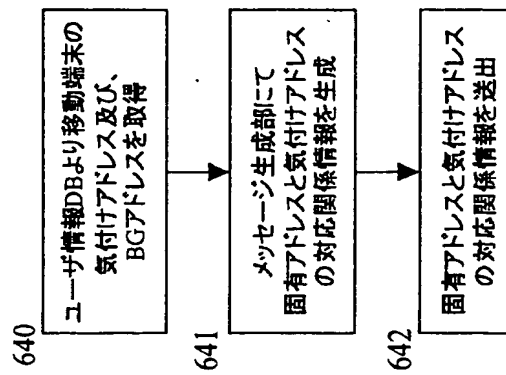 640
ユーザ情報DBより移動端末の
気付けアドレス及び、
BGアドレスを取得
641
メッセージ生成部にて
固有アドレスと気付けアドレス
の対応関係情報を生成
642
固有アドレスと気付けアドレス
の対応関係情報を送出